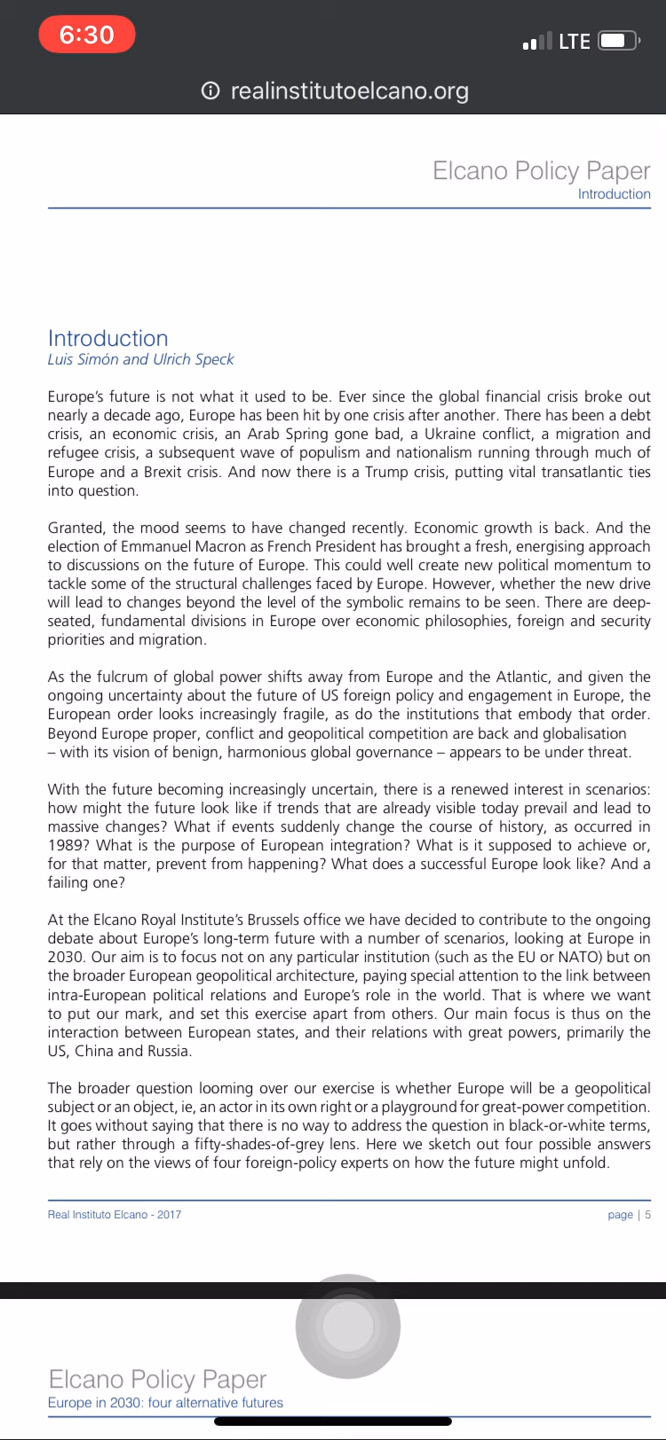 6:30
LTE
realinstitutoelcano.org
Elcano Policy Paper
Introduction
Introduction
Luis Simón and Ulrich Speck
Europe's future is not what it used to be. Ever since the global financial crisis broke out
nearly a decade ago, Europe has been hit by one crisis after another. There has been a debt
crisis, an economic crisis, an Arab Spring gone bad, a Ukraine conflict, a migration and
refugee crisis, a subsequent wave of populism and nationalism running through much of
Europe and a Brexit crisis. And now there is a Trump crisis, putting vital transatlantic ties
into question.
Granted, the mood seems to have changed recently. Economic growth is back. And the
election of Emmanuel Macron as French President has brought a fresh, energising approach
to discussions on the future of Europe. This could well create new political momentum to
tackle some of the structural challenges faced by Europe. However, whether the new drive
will lead to changes beyond the level of the symbolic remains to be seen. There are deep-
seated, fundamental divisions in Europe over economic philosophies, foreign and security
priorities and migration.
As the fulcrum of global power shifts away from Europe and the Atlantic, and given the
ongoing uncertainty about the future of US foreign policy and engagement in Europe, the
European order looks increasingly fragile, as do the institutions that embody that order.
Beyond Europe proper, conflict and geopolitical competition are back and globalisation
– with its vision of benign, harmonious global governance – appears to be under threat.
With the future becoming increasingly uncertain, there is a renewed interest in scenarios:
how might the future look like if trends that are already visible today prevail and lead to
massive changes? What if events suddenly change the course of history, as occurred in
1989? What is the purpose of European integration? What is it supposed to achieve or,
for that matter, prevent from happening? What does a successful Europe look like? And a
failing one?
At the Elcano Royal Institute's Brussels office we have decided to contribute to the ongoing
debate about Europe's long-term future with a number of scenarios, looking at Europe in
2030. Our aim is to focus not on any particular institution (such as the EU or NATO) but on
the broader European geopolitical architecture, paying special attention to the link between
intra-European political relations and Europe's role in the world. That is where we want
to put our mark, and set this exercise apart from others. Our main focus is thus on the
interaction between European states, and their relations with great powers, primarily the
US, China and Russia.
The broader question looming over our exercise is whether Europe will be a geopolitical
subject or an object, ie, an actor in its own right or a playground for great-power competition.
It goes without saying that there is no way to address the question in black-or-white terms,
but rather through a fifty-shades-of-grey lens. Here we sketch out four possible answers
that rely on the views of four foreign-policy experts on how the future might unfold.
Real Instituto Elcano - 2017
page | 5
Elcano Policy Paper
Europe in 2030: four alternative futures